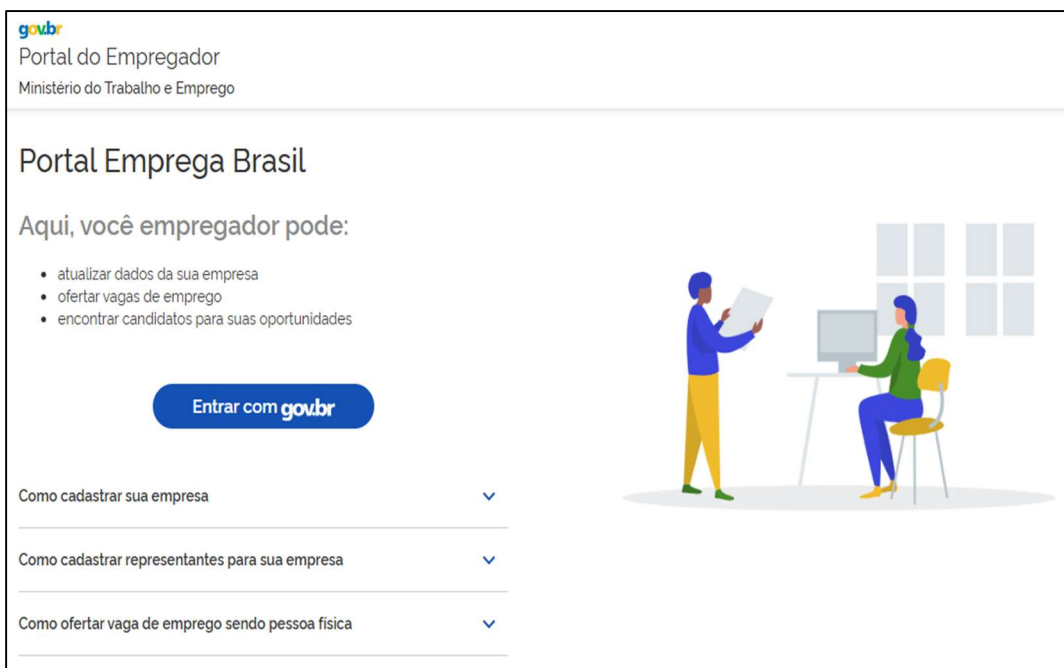 gov.br
Portal do Empregador
Ministério do Trabalho e Emprego
Portal Emprega Brasil
Aqui, você empregador pode:
• atualizar dados da sua empresa
• ofertar vagas de emprego
• encontrar candidatos para suas oportunidades
Entrar com gov.br
Como cadastrar sua empresa
Como cadastrar representantes para sua empresa
Como ofertar vaga de emprego sendo pessoa física